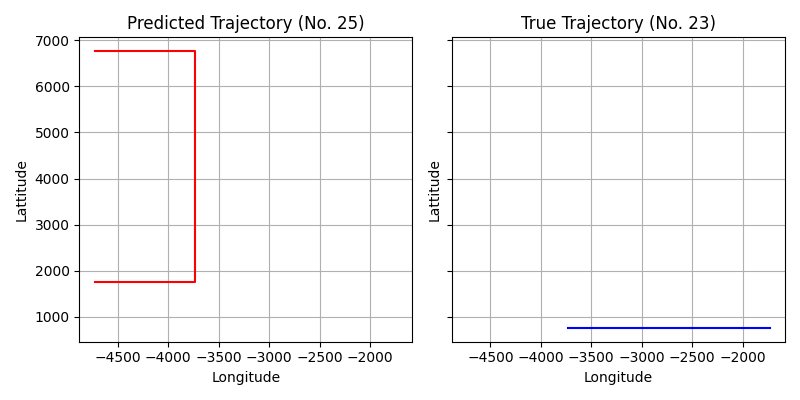 Predicted Trajectory (No. 25)
True Trajectory (No. 23)
7000
6000
5000
4000
3000
2000
1000
Lattitude
Lattitude
−4500 −4000 −3500 −3000 −2500 −2000
−4500 −4000 −3500 −3000 −2500 −2000
Longitude
Longitude